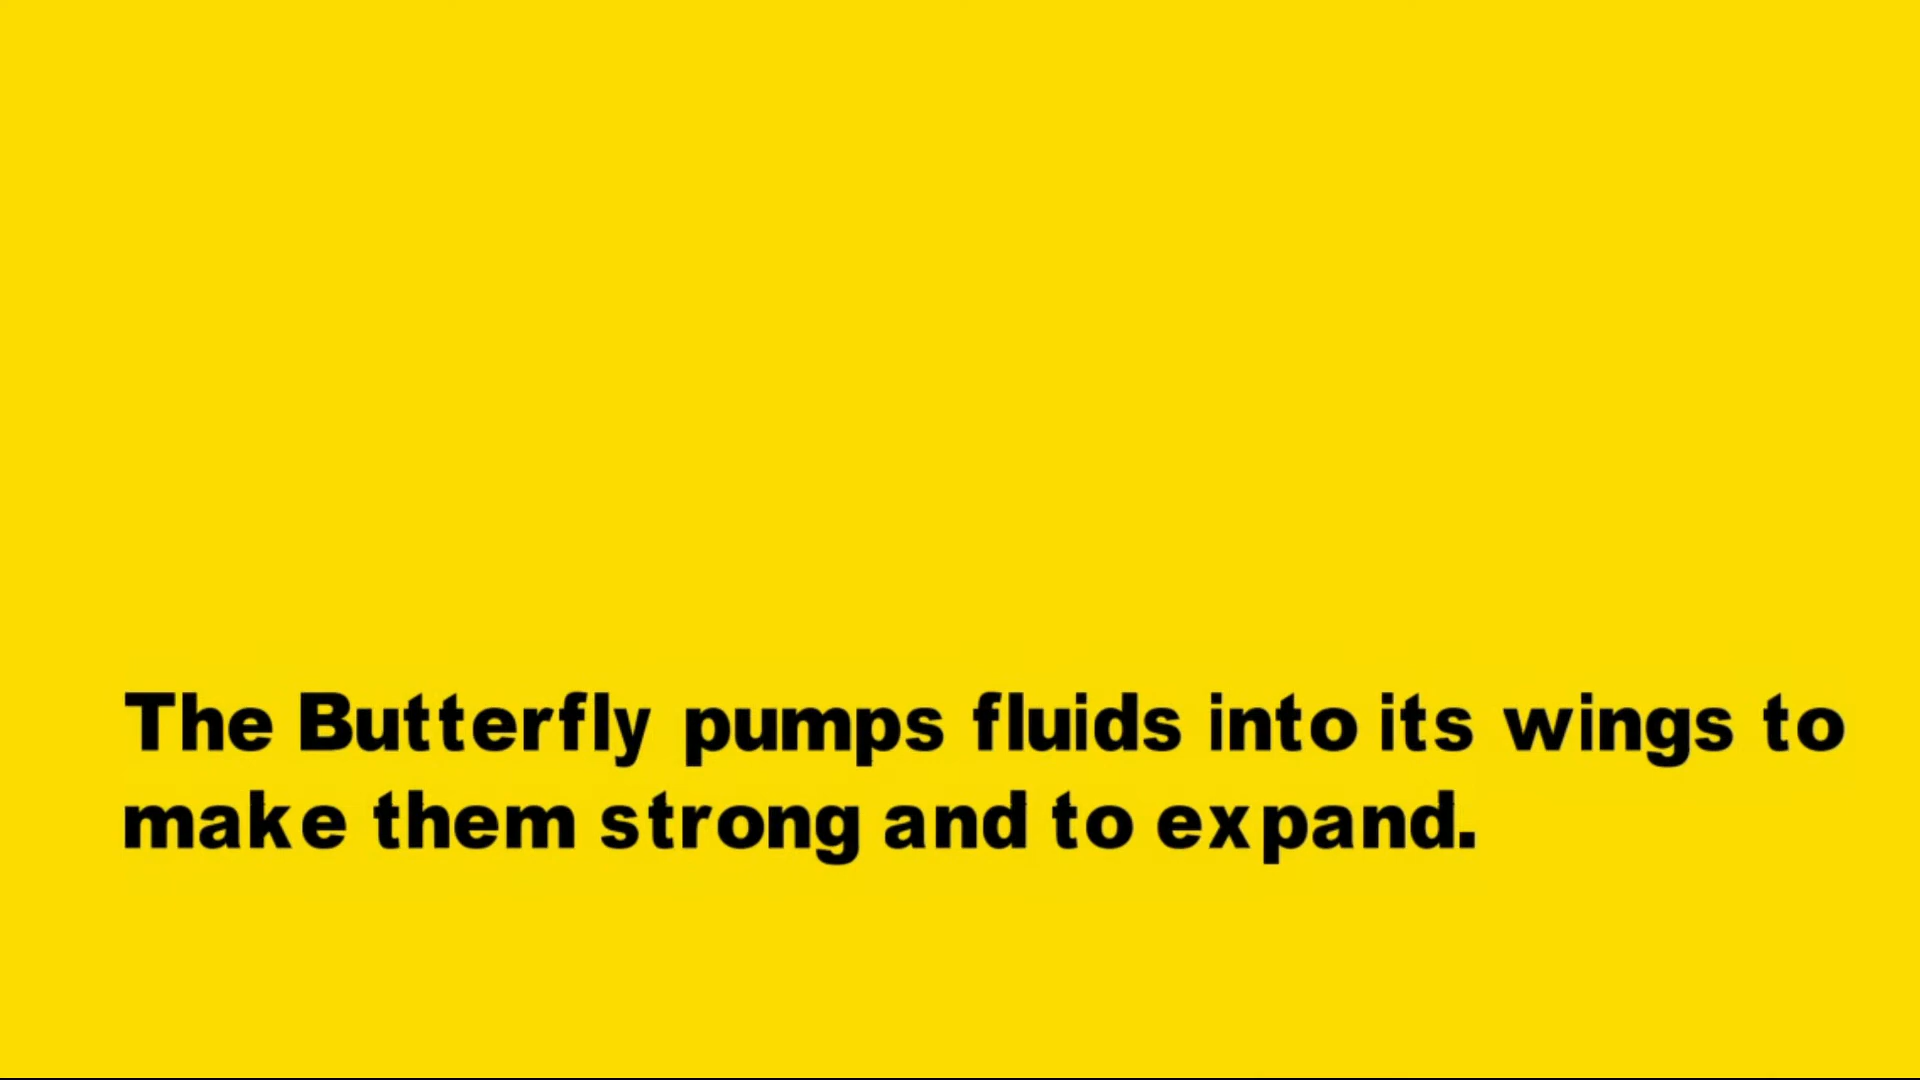 The Butterfly pumps fluids into its wings to
make them strong and to expand.